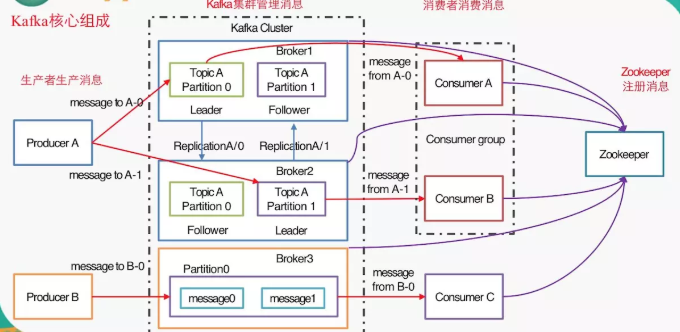 Kafka核心组成
Kafka集群管理消息
消费者消费消息
Kafka Cluster
生产者生产消息
Zookeeper
注册消息
Broker1
Topic A
Partition 0
Topic A
Partition 1
Leader
Follower
message
from A-0
Consumer A
message to A-0
Producer A
ReplicationA/0
ReplicationA/1
Consumer group
Zookeeper
message to A-1
Broker2
Topic A
Partition 0
Topic A
Partition 1
Follower
Leader
message
from A-1
Consumer B
message to B-0
Producer B
Broker3
Partition0
message0
message1
message
from B-0
Consumer C